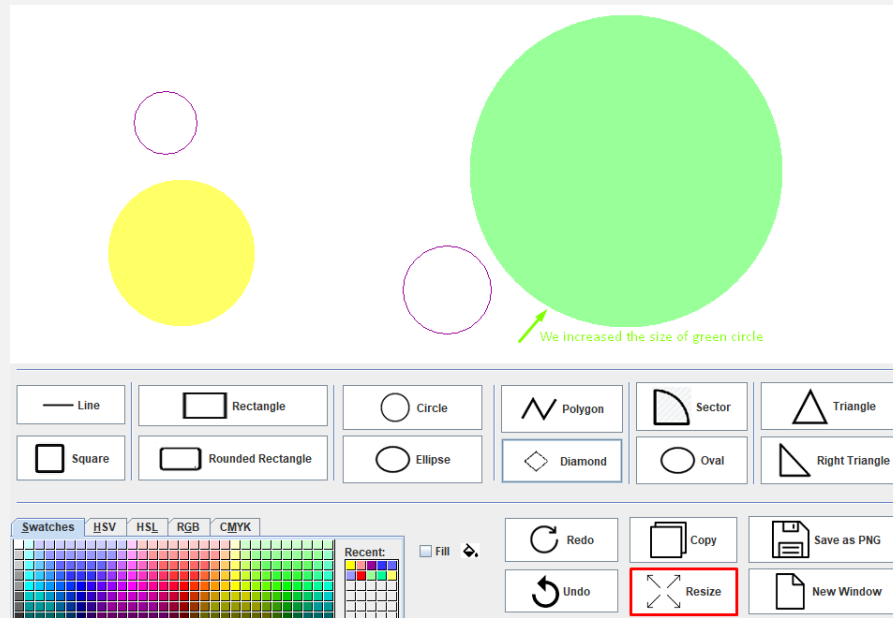 We increased the size of green circle
Line
Rectangle
Circle
Polygon
Sector
Triangle
Square
Rounded Rectangle
Ellipse
Diamond
Oval
Right Triangle
Swatches HSV HSL RGB CMYK
Recent:
Fill
Redo
Copy
Save as PNG
Undo
Resize
New Window